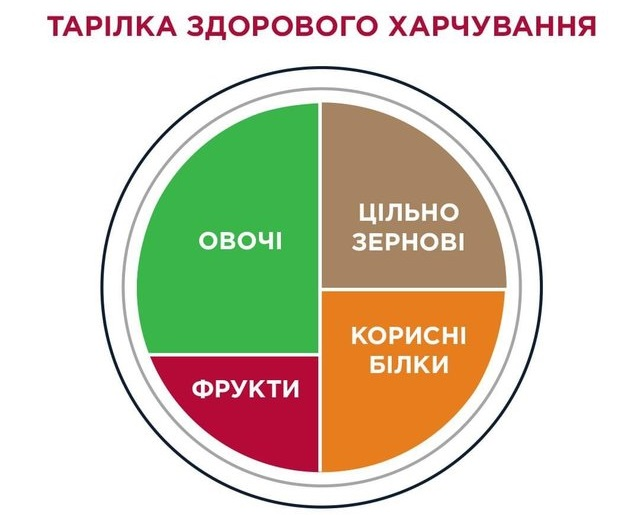 ТАРІЛКА ЗДОРОВОГО ХАРЧУВАННЯ
ОВОЧІ
ЦІЛЬНО
ЗЕРНОВІ
ФРУКТИ
КОРИСНІ
БІЛКИ